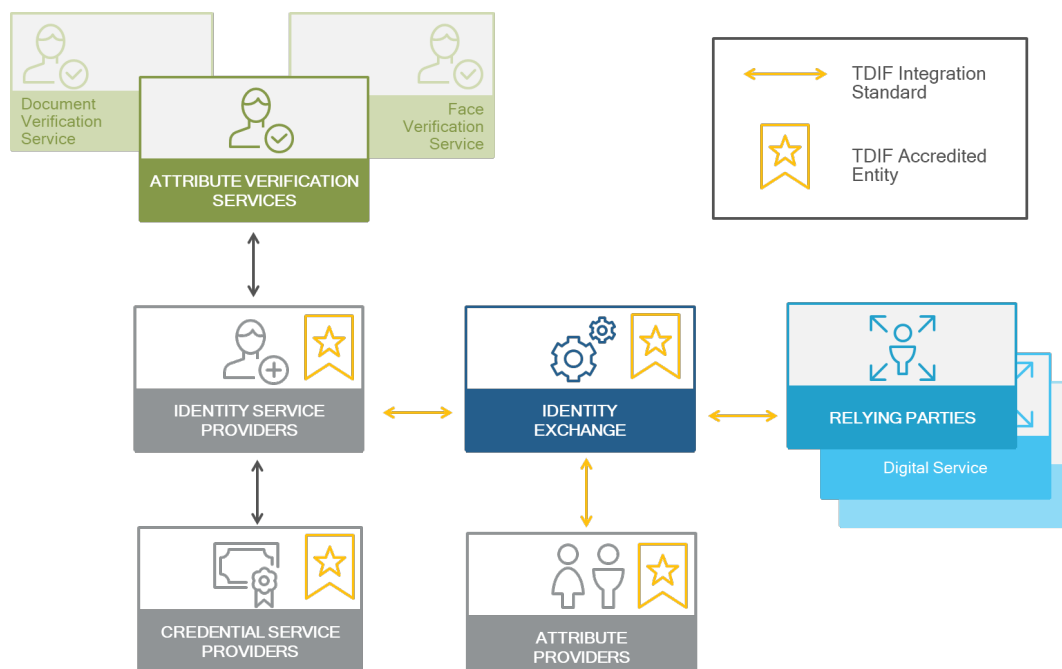 Document
Verification
Service
Face
Verification
Service
ATTRIBUTE VERIFICATION
SERVICES
TDIF Integration
Standard
TDIF Accredited
Entity
IDENTITY SERVICE
PROVIDERS
IDENTITY
EXCHANGE
RELYING PARTIES
Digital Service
CREDENTIAL SERVICE
PROVIDERS
ATTRIBUTE
PROVIDERS